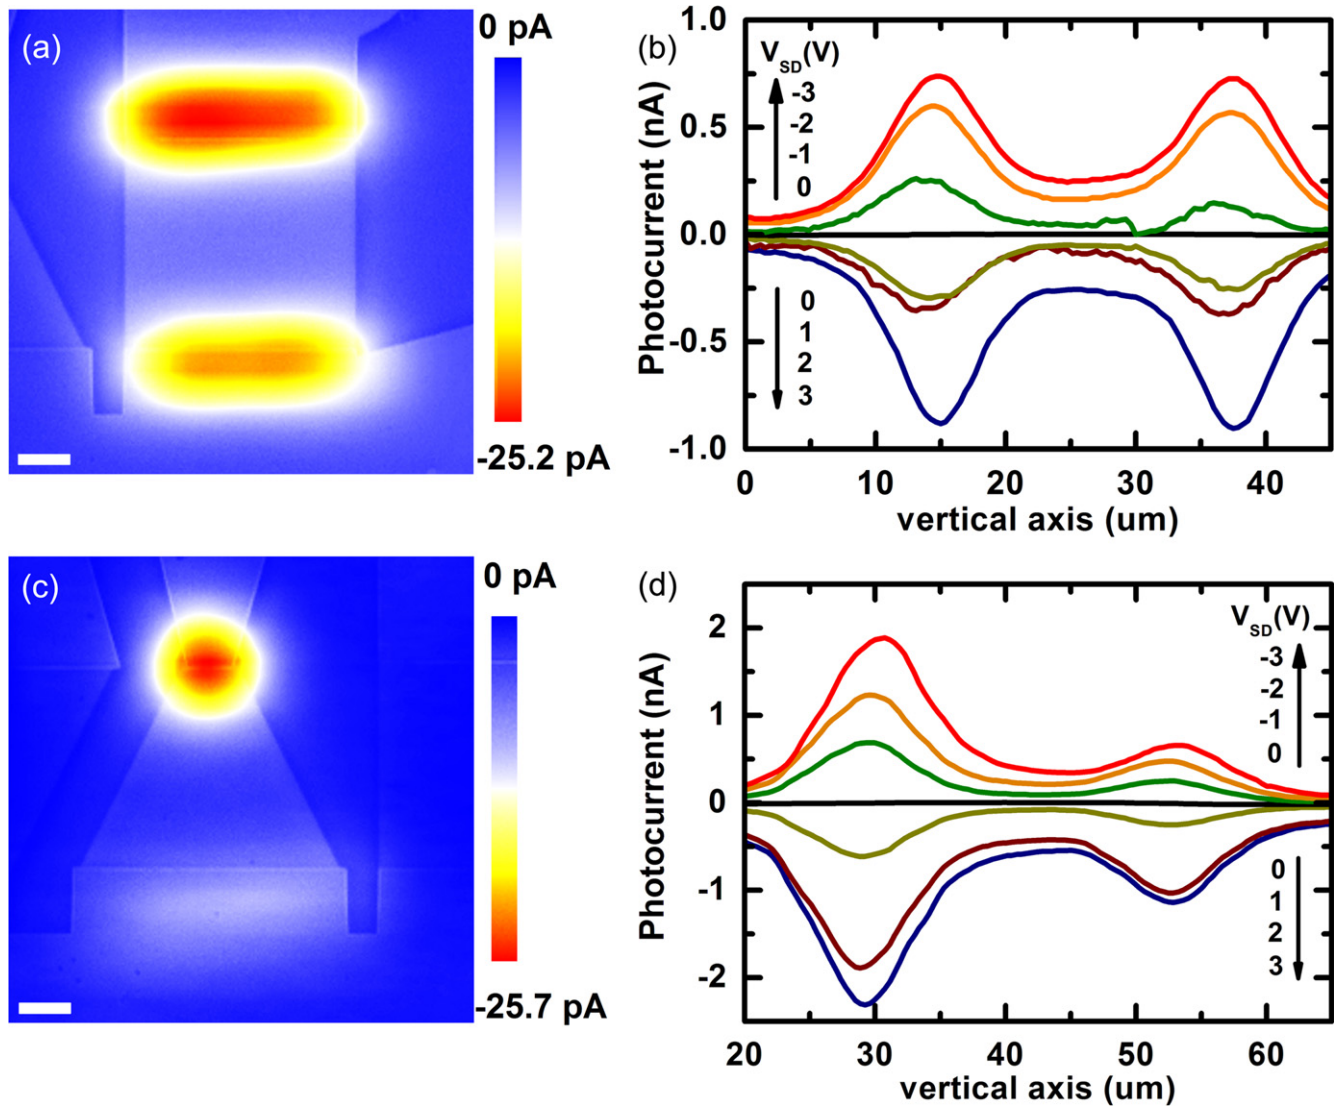 (a)
0 pA
-25.2 pA
(b)
V_SD(V)
-3
-2
-1
0
0
1
2
3
1.0
0.5
0.0
-0.5
-1.0
Photocurrent (nA)
0 10 20 30 40
vertical axis (um)
(c)
0 pA
-25.7 pA
(d)
V_SD(V)
-3
-2
-1
0
0
1
2
3
2
1
0
-1
-2
Photocurrent (nA)
20 30 40 50 60
vertical axis (um)